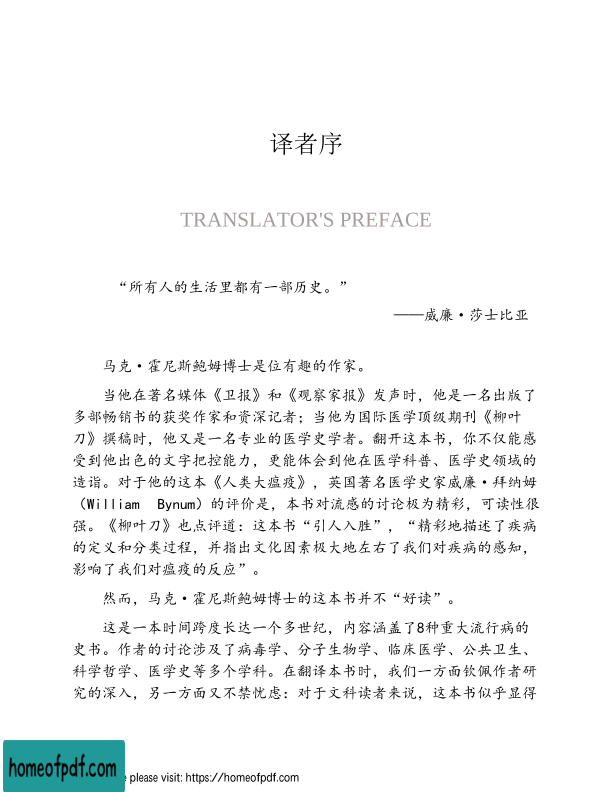 译者序
TRANSLATOR'S PREFACE
“所有人的生活里都有一部历史。”
——威廉·莎士比亚
马克·霍尼斯鲍姆博士是位有趣的作家。
当他在著名媒体《卫报》和《观察家报》发声时，他是一名出版了
多部畅销书的获奖作家和资深记者；当他为国际医学顶级期刊《柳叶
刀》撰稿时，他又是一名专业的医学史学者。翻开这本书，你不仅能感
受到他出色的文字把控能力，更能体会到他在医学科普、医学史领域的
造诣。对于他的这本《人类大瘟疫》，英国著名医学史家威廉·拜纳姆
（William Bynum）的评价是，本书对流感的讨论极为精彩，可读性很
强。《柳叶刀》也点评道：这本书“引人入胜”，“精彩地描述了疾病
的定义和分类过程，并指出文化因素极大地左右了我们对疾病的感知，
影响了我们对瘟疫的反应”。
然而，马克·霍尼斯鲍姆博士的这本书并不“好读”。
这是一本时间跨度长达一个多世纪，内容涵盖了8种重大流行病的
史书。作者的讨论涉及了病毒学、分子生物学、临床医学、公共卫生、
科学哲学、医学史等多个学科。在翻译本书时，我们一方面钦佩作者研
究的深入，另一方面又不禁忧虑：对于文科读者来说，这本书似乎显得
homeofpdf.com
please visit: https://homeofpdf.com